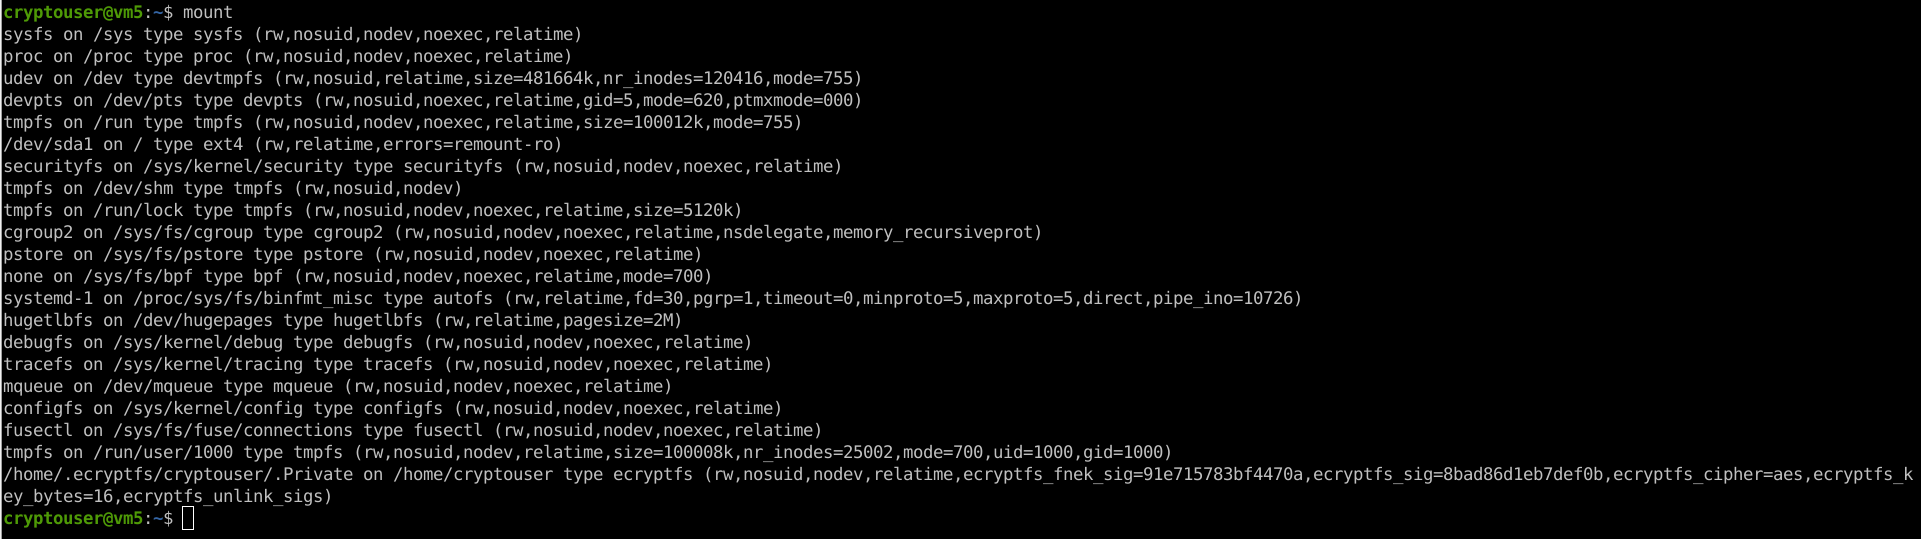 cryptouser@vm5:~$ mount
sysfs on /sys type sysfs (rw,nosuid,nodev,noexec,relatime)
proc on /proc type proc (rw,nosuid,nodev,noexec,relatime)
udev on /dev type devtmpfs (rw,nosuid,relatime,size=481664k,nr_inodes=120416,mode=755)
devpts on /dev/pts type devpts (rw,nosuid,noexec,relatime,gid=5,mode=620,ptmxmode=000)
tmpfs on /run type tmpfs (rw,nosuid,nodev,noexec,relatime,size=100012k,mode=755)
/dev/sda1 on / type ext4 (rw,relatime,errors=remount-ro)
securityfs on /sys/kernel/security type securityfs (rw,nosuid,nodev,noexec,relatime)
tmpfs on /dev/shm type tmpfs (rw,nosuid,nodev)
tmpfs on /run/lock type tmpfs (rw,nosuid,nodev,noexec,relatime,size=5120k)
cgroup2 on /sys/fs/cgroup type cgroup2 (rw,nosuid,nodev,noexec,relatime,nsdelegate,memory_recursiveprot)
pstore on /sys/fs/pstore type pstore (rw,nosuid,nodev,noexec,relatime)
none on /sys/fs/bpf type bpf (rw,nosuid,nodev,noexec,relatime,mode=700)
systemd-1 on /proc/sys/fs/binfmt_misc type autofs (rw,relatime,fd=30,pgrp=1,timeout=0,minproto=5,maxproto=5,direct,pipe_ino=10726)
hugetlbfs on /dev/hugepages type hugetlbfs (rw,relatime,pagesize=2M)
debugfs on /sys/kernel/debug type debugfs (rw,nosuid,nodev,noexec,relatime)
tracefs on /sys/kernel/tracing type tracefs (rw,nosuid,nodev,noexec,relatime)
mqueue on /dev/mqueue type mqueue (rw,nosuid,nodev,noexec,relatime)
configfs on /sys/kernel/config type configfs (rw,nosuid,nodev,noexec,relatime)
fusectl on /sys/fs/fuse/connections type fusectl (rw,nosuid,nodev,noexec,relatime)
tmpfs on /run/user/1000 type tmpfs (rw,nosuid,nodev,relatime,size=100008k,nr_inodes=25002,mode=700,uid=1000,gid=1000)
/home/.ecryptfs/cryptouser/.Private on /home/cryptouser type ecryptfs (rw,nosuid,nodev,relatime,ecryptfs_fnek_sig=91e715783bf4470a,ecryptfs_sig=8bad86d1eb7def0b,ecryptfs_cipher=aes,ecryptfs_k
ey_bytes=16,ecryptfs_unlink_sigs)
cryptouser@vm5:~$